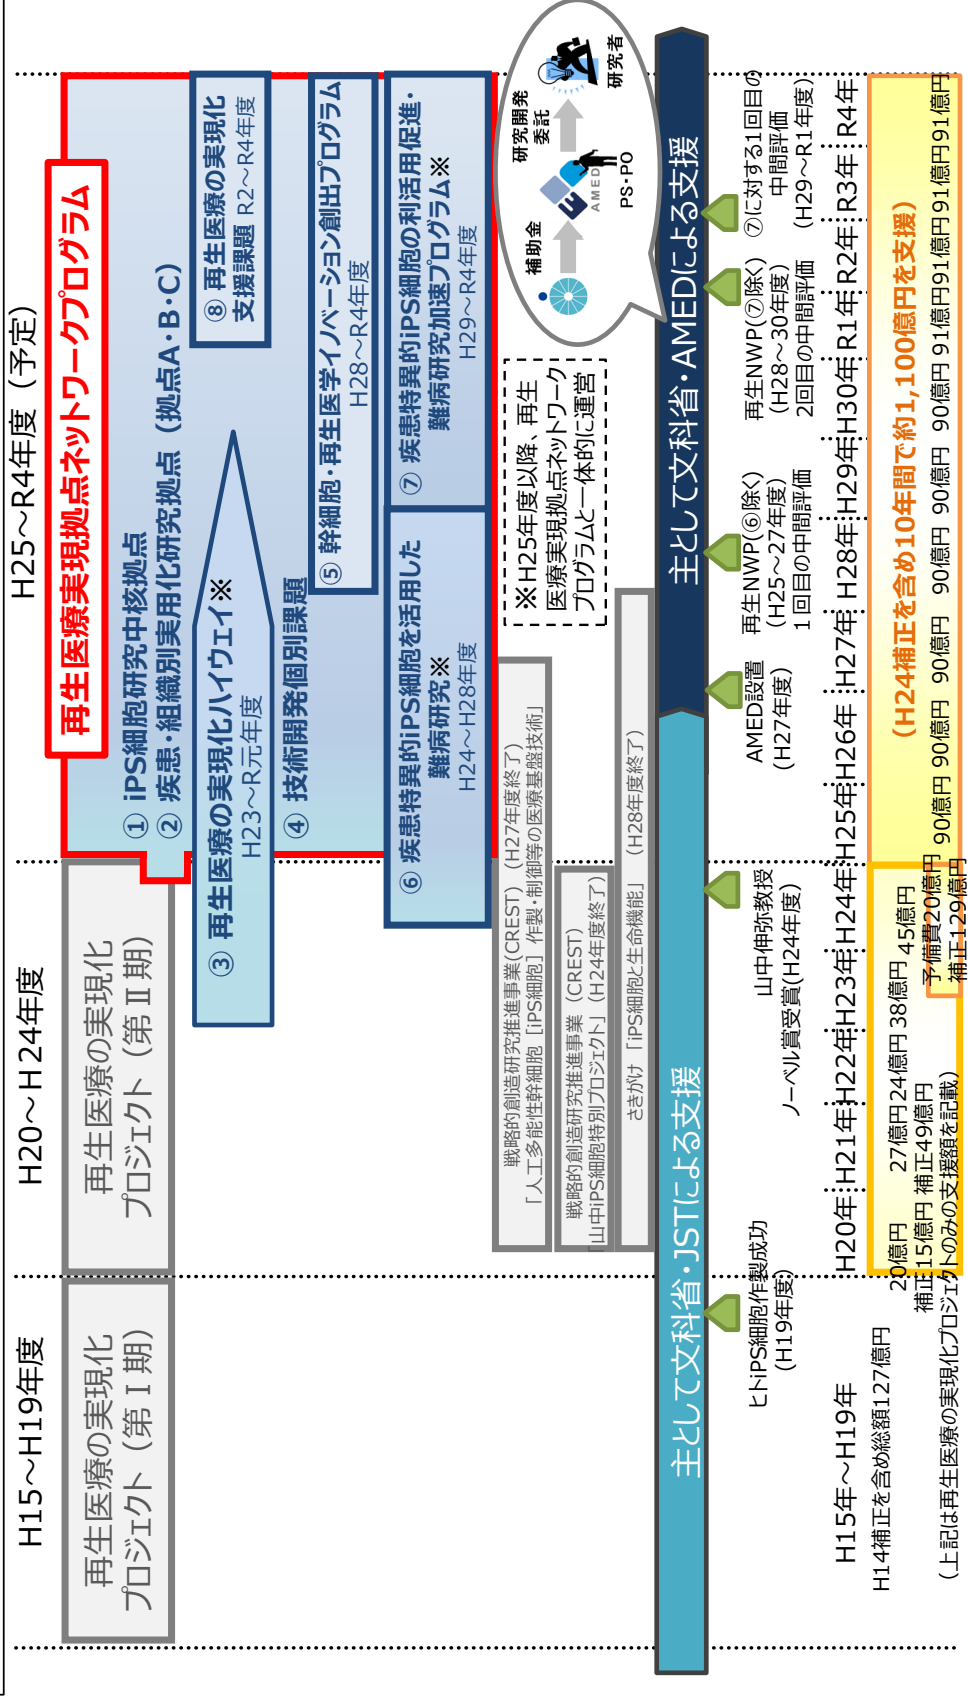 H15～H19年度
H20～H24年度
H25～R4年度（予定）
再生医療の実現化
プロジェクト（第Ⅰ期）
再生医療の実現化
プロジェクト（第Ⅱ期）
再生医療実現拠点ネットワークプログラム
① iPS細胞研究中核拠点
② 疾患・組織別実用化研究拠点（拠点A・B・C）
③ 再生医療の実現化ハイウェイ※
H23～R元年度
④ 技術開発個別課題
⑧ 再生医療の実現化
支援課題 R2～R4年度
⑤ 幹細胞・再生医学イノベーション創出プログラム
H28～R4年度
⑥ 疾患特異的iPS細胞を活用した
難病研究※
H24～H28年度
⑦ 疾患特異的iPS細胞の利活用促進・
難病研究加速プログラム※
H29～R4年度
戦略的創造研究推進事業(CREST)（H27年度終了）
「人工多能性幹細胞［iPS細胞］作製・制御等の医療基盤技術」
戦略的創造研究推進事業（CREST）
「山中iPS細胞特別プロジェクト」（H24年度終了）
さきがけ「iPS細胞と生命機能」（H28年度終了）
※H25年度以降、再生
医療実現拠点ネットワーク
プログラムと一体的に運営
補助金
AMED
PS・PO
研究開発
委託
研究者
主として文科省・JSTによる支援
主として文科省・AMEDによる支援
ヒトiPS細胞作製成功
(H19年度)
山中伸弥教授
ノーベル賞受賞(H24年度)
AMED設置
(H27年度)
再生NWP(⑥除く)
(H25～27年度)
1回目の中間評価
再生NWP(⑦除く)
(H28～30年度)
2回目の中間評価
⑦に対する1回目の
中間評価
(H29～R1年度)
H15年～H19年
H20年
H21年
H22年
H23年
H24年
H25年
H26年
H27年
H28年
H29年
H30年
R1年
R2年
R3年
R4年
H14補正を含め総額127億円
20億円
補正15億円
27億円
補正49億円
24億円
38億円
45億円
予備費20億円
補正129億円
（H24補正を含め10年間で約1,100億円を支援）
90億円
90億円
90億円
90億円
90億円
90億円
91億円
91億円
91億円
91億円
（上記は再生医療の実現化プロジェクトのみの支援額を記載）